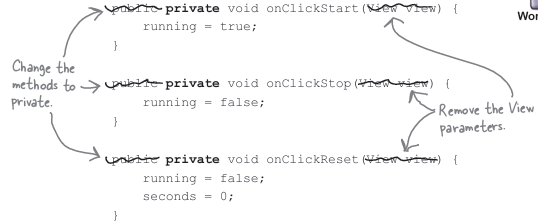 public private void onClickStart(View view) {
running = true;
}
Wor
Change the
methods to
private.
public private void onClickStop(View view) {
running = false;
}
Remove the View
parameters.
public private void onClickReset(View view) {
running = false;
seconds = 0;
}